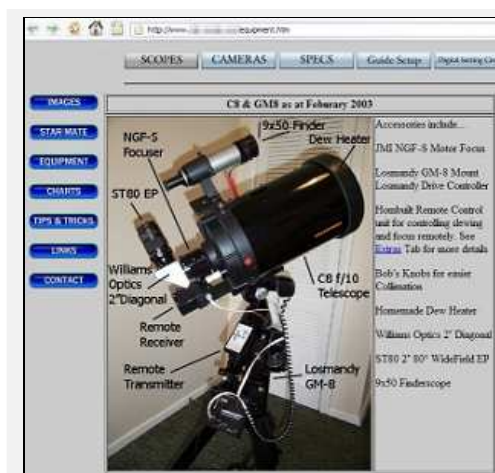 http://www.
equipment.htm
SCOPES
CAMERAS
SPECS
Guide Setup
Digital Setting
IMAGES
STAR MATE
EQUIPMENT
CHARTS
TIPS & TRICKS
LINKS
CONTACT
C8 & GM8 as at Feburary 2003
9x50 Finder
Dew Heater
NGF-S
Focuser
ST80 EP
Williams
Optics
2"Diagonal
Remote
Receiver
Remote
Transmitter
C8 f/10
Telescope
Losmandy
GM-8
Accessories include...
JMI NGF-S Motor Focus
Losmandy GM-8 Mount
Losmandy Drive Controller
Hombuilt Remote Control
unit for controlling slewing
and focus remotely. See
Extras Tab for more details
Bob's Knobs for easier
Collimation
Homemade Dew Heater
Williams Optics 2" Diagonal
ST80 2" 80° WideField EP
9x50 Finderscope